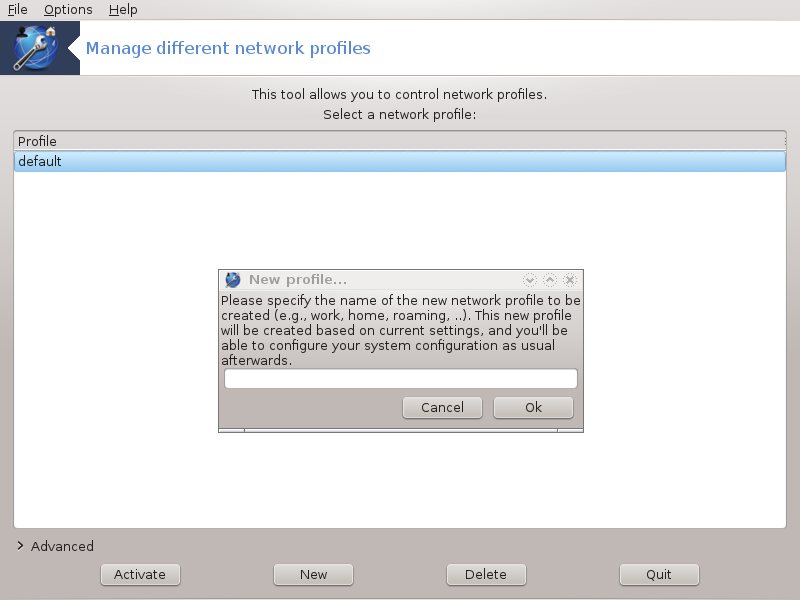 File Options Help
Manage different network profiles
This tool allows you to control network profiles.
Select a network profile:
Profile
default
New profile...
Please specify the name of the new network profile to be
created (e.g., work, home, roaming, ..). This new profile
will be created based on current settings, and you'll be
able to configure your system configuration as usual
afterwards.
Cancel Ok
Advanced
Activate New Delete Quit